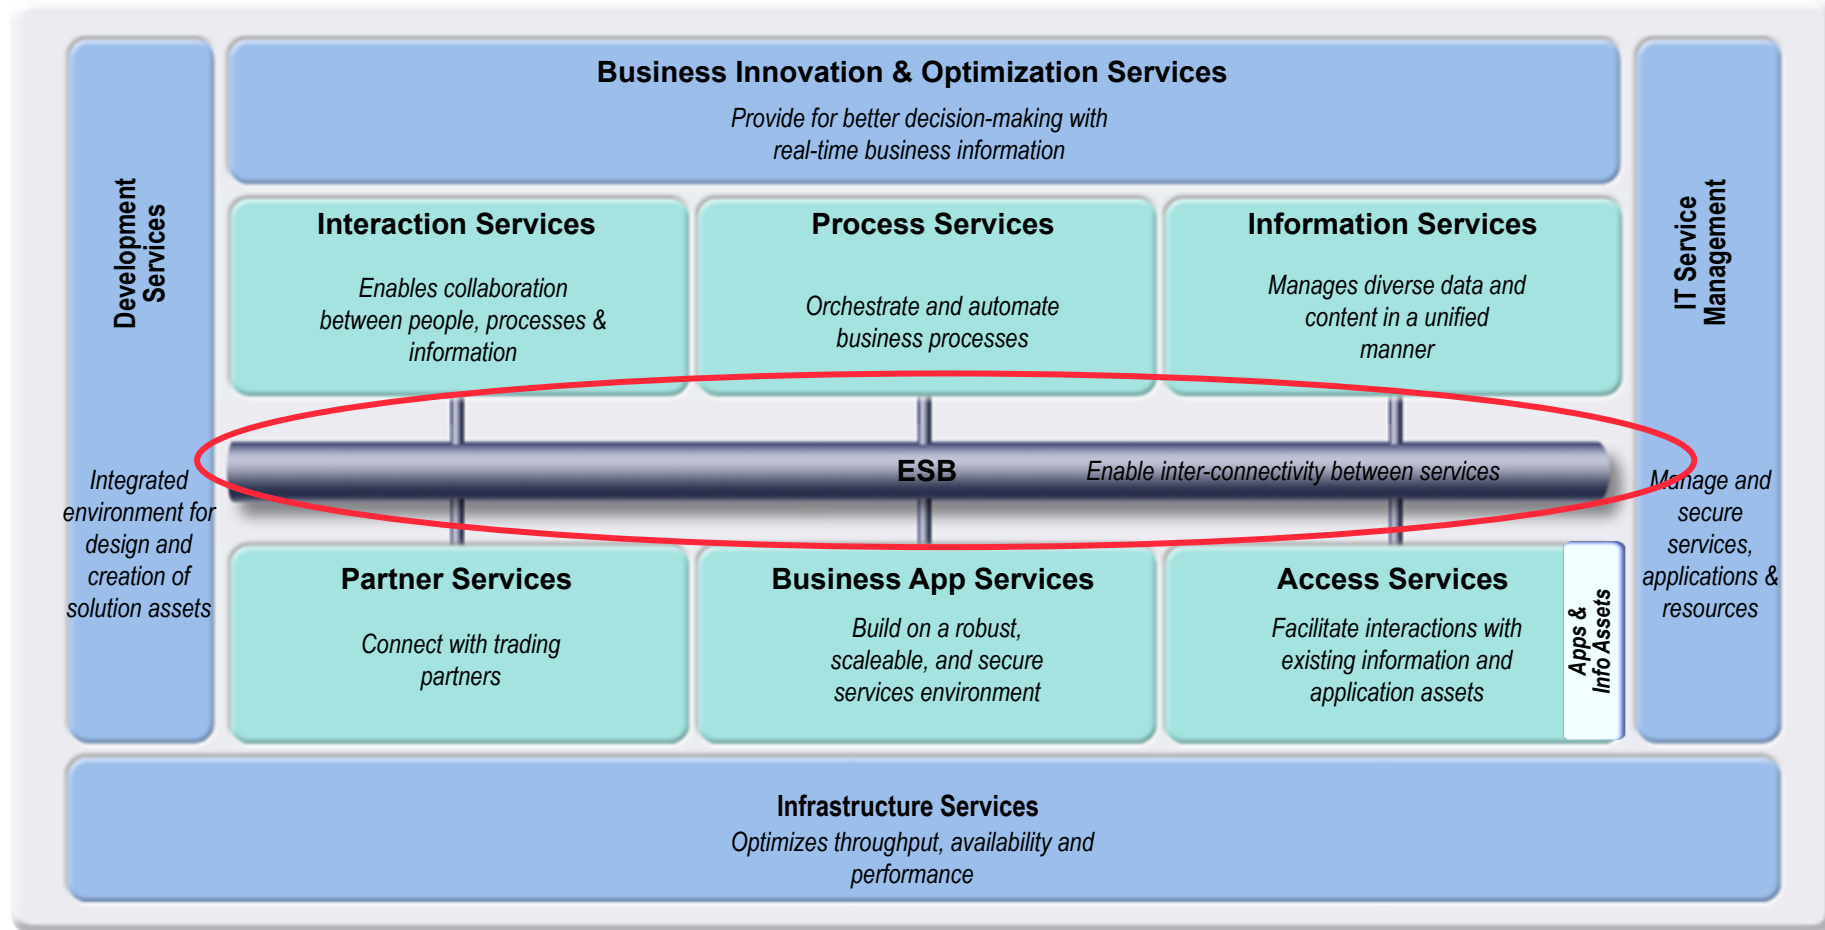 Business Innovation & Optimization Services
Provide for better decision-making with
real-time business information
Development
Services
Integrated
environment for
design and
creation of
solution assets
Interaction Services
Enables collaboration
between people, processes &
information
Process Services
Orchestrate and automate
business processes
Information Services
Manages diverse data and
content in a unified
manner
IT Service
Management
Manage and
secure
services,
applications &
resources
ESB
Enable inter-connectivity between services
Partner Services
Connect with trading
partners
Business App Services
Build on a robust,
scaleable, and secure
services environment
Access Services
Facilitate interactions with
existing information and
application assets
Apps &
Info Assets
Infrastructure Services
Optimizes throughput, availability and
performance